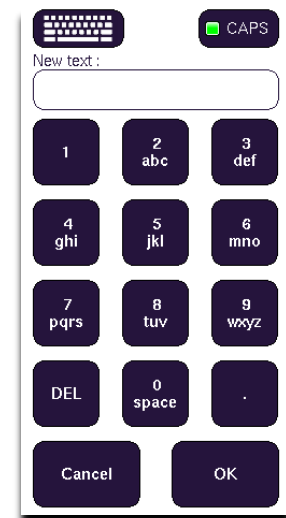 CAPS
New text :
1
2
abc
3
def
4
ghi
5
jkl
6
mno
7
pqrs
8
tuv
9
wxyz
DEL
0
space
.
Cancel
OK